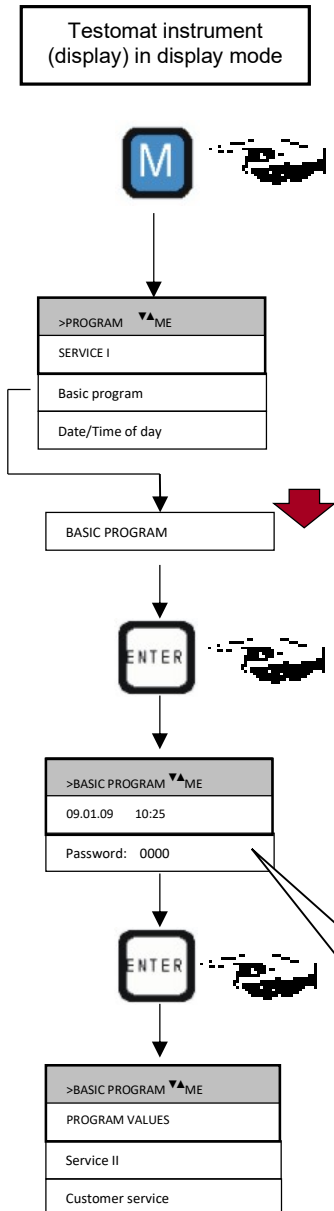 Testomat instrument
(display) in display mode
M
>PROGRAM ▼▲ME
SERVICE I
Basic program
Date/Time of day
BASIC PROGRAM
ENTER
>BASIC PROGRAM ▼▲ME
09.01.09 10:25
Password: 0000
ENTER
>BASIC PROGRAM ▼▲ME
PROGRAM VALUES
Service II
Customer service